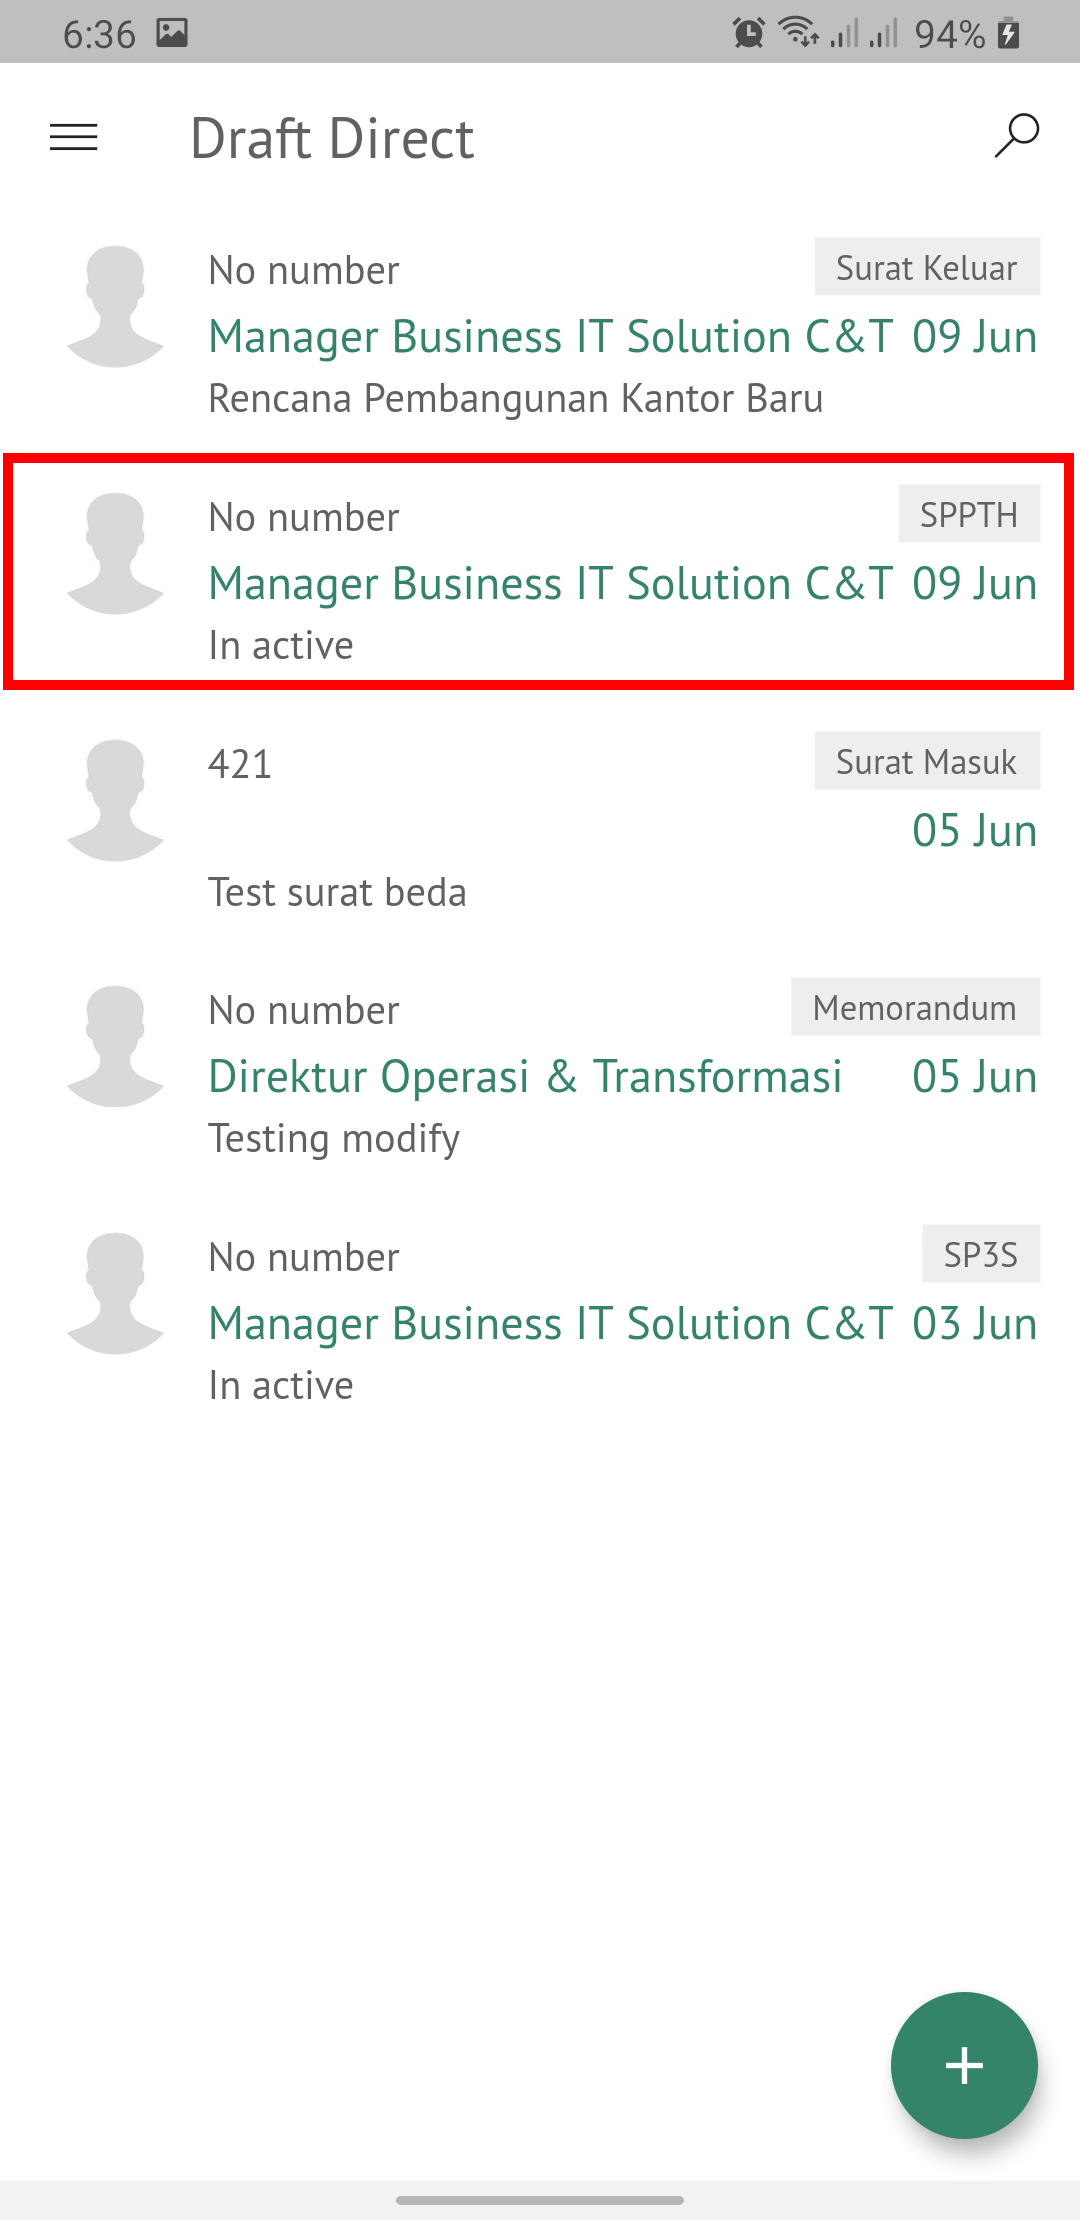 6:36 94%
Draft Direct
No number Surat Keluar
Manager Business IT Solution C&T 09 Jun
Rencana Pembangunan Kantor Baru
No number SPPTH
Manager Business IT Solution C&T 09 Jun
In active
421 Surat Masuk
05 Jun
Test surat beda
No number Memorandum
Direktur Operasi & Transformasi 05 Jun
Testing modify
No number SP3S
Manager Business IT Solution C&T 03 Jun
In active